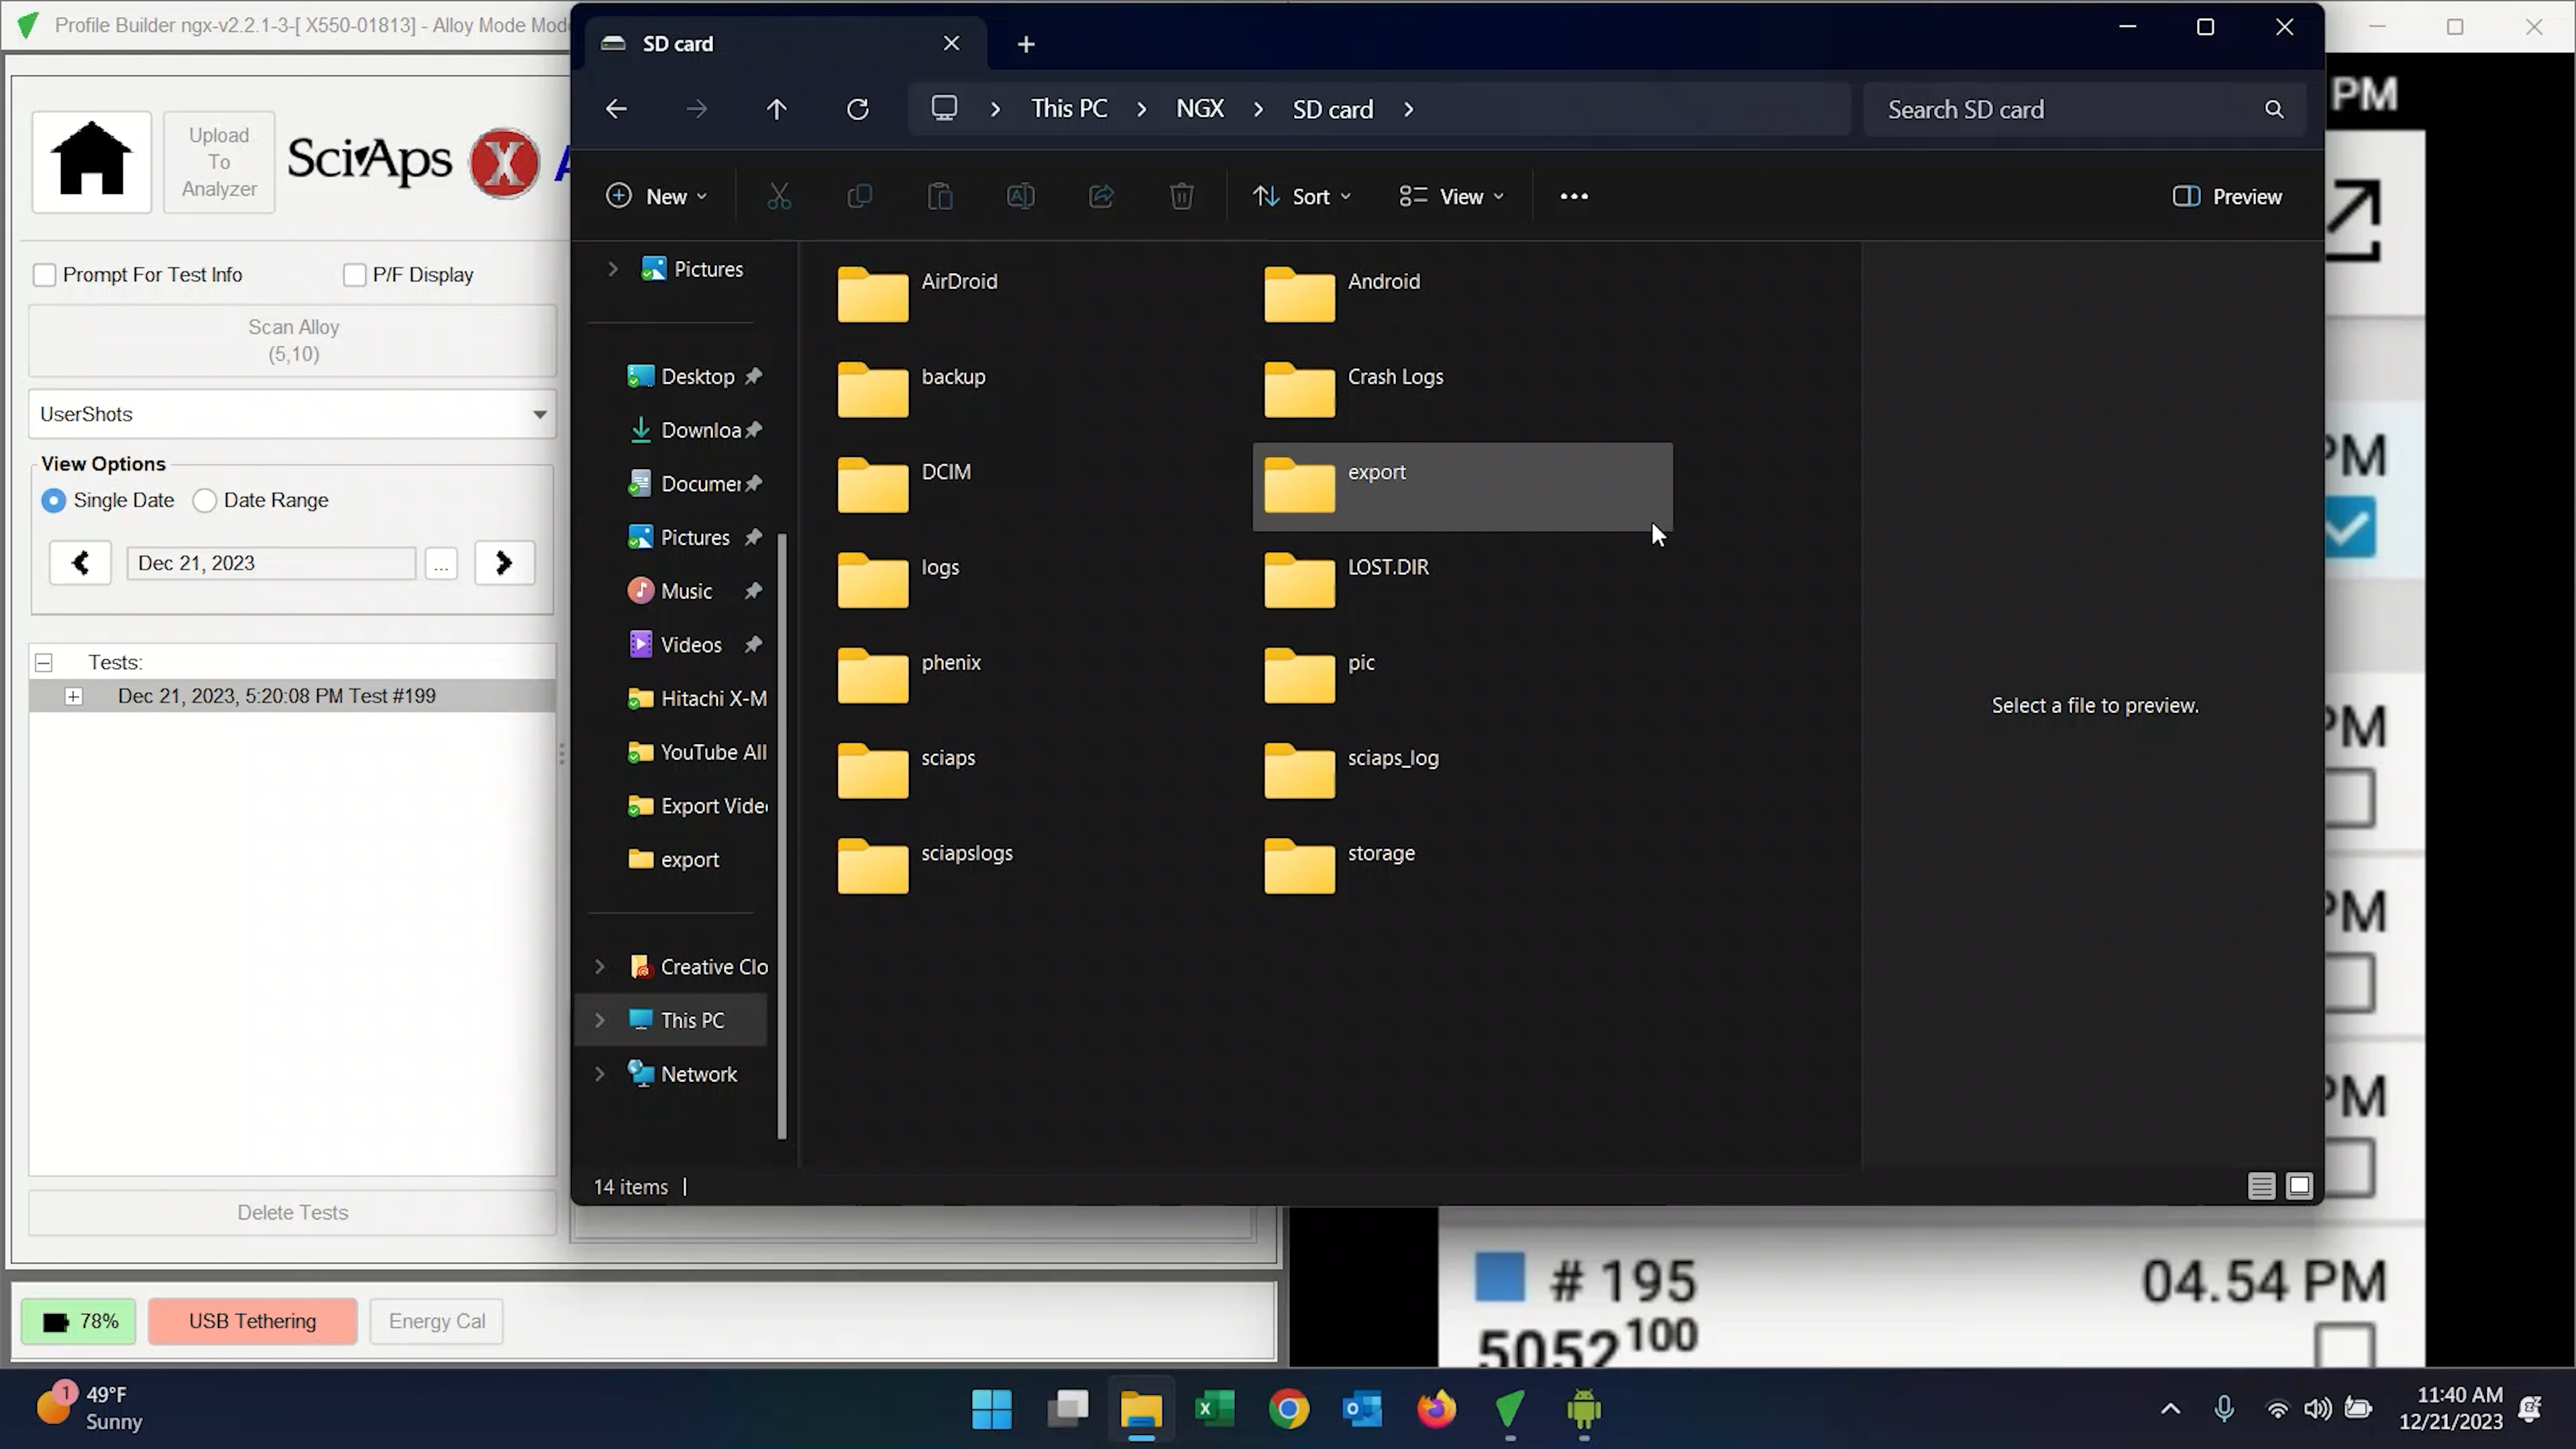 Profile Builder ngx-v2.2.1-3-[ X550-01813] - Alloy Mode
SD card
This PC
NGX
SD card
Search SD card
PM
Upload
To
Analyzer
SciAps
X
A
New
Sort
View
Preview
Prompt For Test Info
P/F Display
Scan Alloy
(5,10)
UserShots
View Options
Single Date
Date Range
Dec 21, 2023
...
Tests:
Dec 21, 2023, 5:20:08 PM Test #199
Delete Tests
78%
USB Tethering
Energy Cal
Pictures
Desktop
Downloa
Documer
Pictures
Music
Videos
Hitachi X-M
YouTube All
Export Vide
export
Creative Clo
This PC
Network
AirDroid
Android
backup
Crash Logs
DCIM
export
logs
LOST.DIR
phenix
pic
sciaps
sciaps_log
sciapslogs
storage
Select a file to preview.
14 items
PM
PM
PM
PM
# 195
04.54 PM
5052 100
1
49°F
Sunny
11:40 AM
12/21/2023